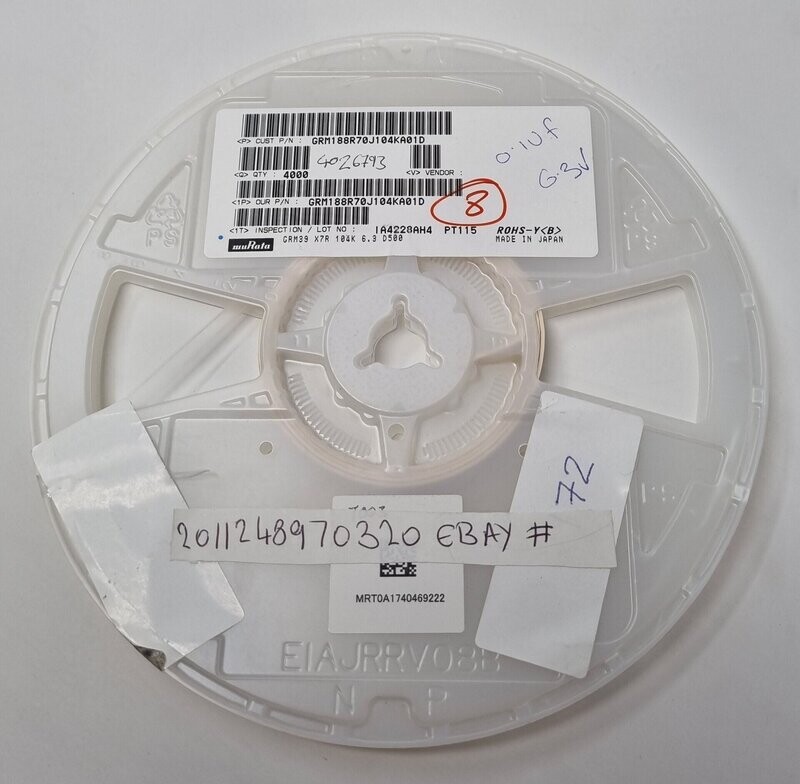 <P> CUST P/N : GRM188R70J104KA01D
4026793
0.1uf
6.3V
<Q> QTY : 4000 <V> VENDOR :
<1P> OUR P/N : GRM188R70J104KA01D
8
<1T> INSPECTION / LOT NO : IA4228AH4 PT115 ROHS-Y<B>
muRata GRM39 X7R 104K 6.3 D500 MADE IN JAPAN
72
2011248970320 EBAY #
MRT0A1740469222
EIAJRRV08B
N P